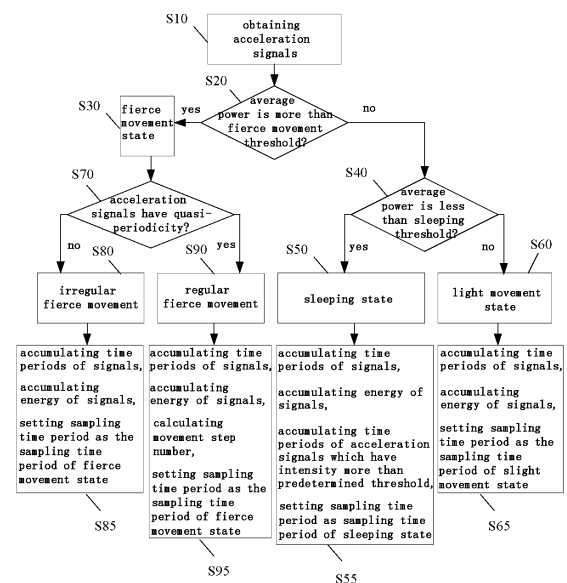 S10
obtaining
acceleration
signals
S20
average
power is more than
fierce movement
threshold?
yes
no
S30
fierce
movement
state
S70
acceleration
signals have quasi-
periodicity?
no
yes
S40
average
power is less
than sleeping
threshold?
yes
no
S80
irregular
fierce movement
S90
regular
fierce movement
S50
sleeping state
S60
light movement
state
accumulating time
periods of signals,
accumulating
energy of signals,
setting sampling
time period as the
sampling time
period of fierce
movement state
S85
accumulating time
periods of signals,
accumulating
energy of signals,
calculating
movement step
number,
setting sampling
time period as the
sampling time
period of fierce
movement state
S95
accumulating time
periods of signals,
accumulating energy of
signals,
accumulating time
periods of acceleration
signals which have
intensity more than
predetermined threshold,
setting sampling time
period as sampling time
period of sleeping state
S55
accumulating time
periods of signals,
accumulating
energy of signals,
setting sampling
time period as the
sampling time
period of slight
movement state
S65